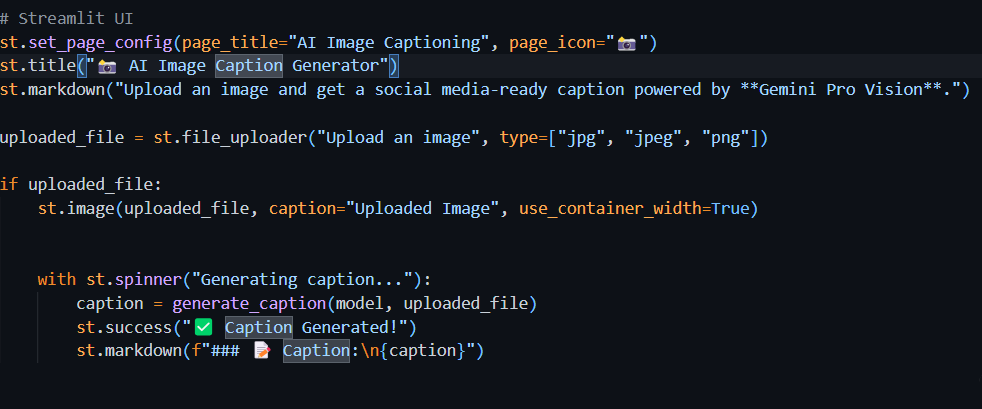 # Streamlit UI
st.set_page_config(page_title="AI Image Captioning", page_icon="📸")
st.title("📸 AI Image Caption Generator")
st.markdown("Upload an image and get a social media-ready caption powered by **Gemini Pro Vision**.")
uploaded_file = st.file_uploader("Upload an image", type=["jpg", "jpeg", "png"])
if uploaded_file:
    st.image(uploaded_file, caption="Uploaded Image", use_container_width=True)
    with st.spinner("Generating caption..."):
        caption = generate_caption(model, uploaded_file)
        st.success("✅ Caption Generated!")
        st.markdown(f"### 📝 Caption:\n{caption}")